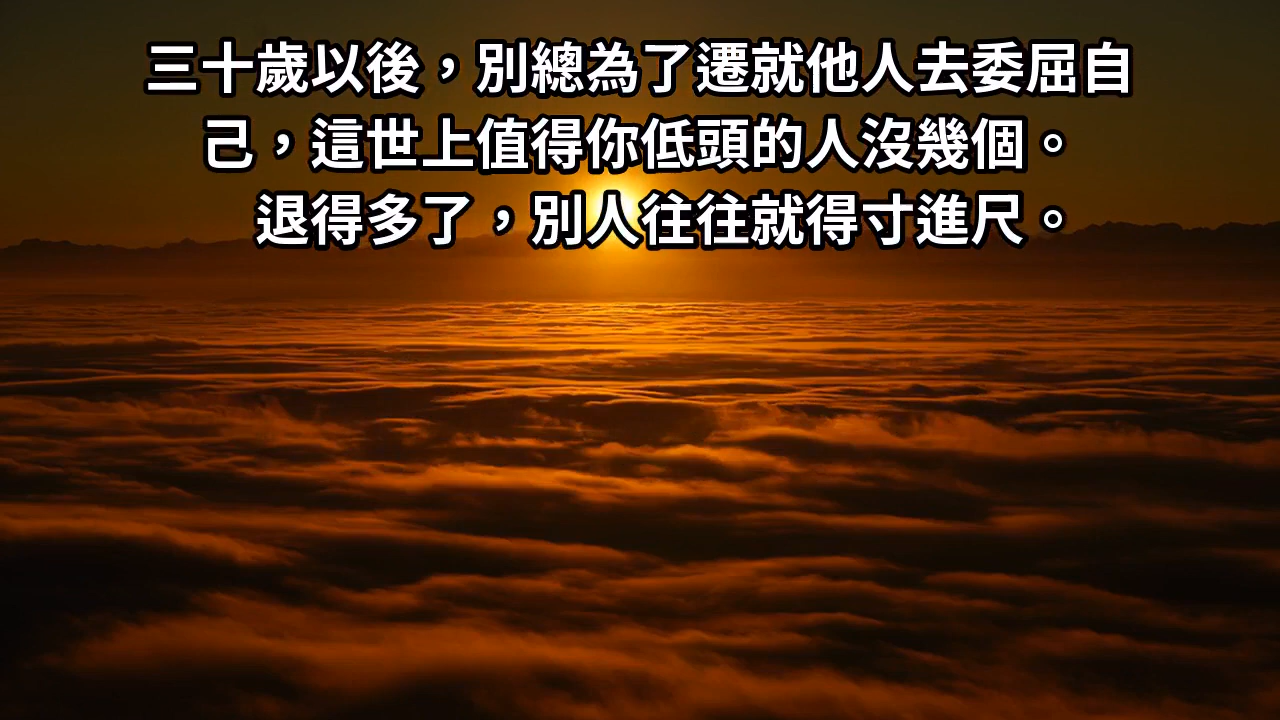 三十歲以後，別總為了遷就他人去委屈自
己，這世上值得你低頭的人沒幾個。
退得多了，別人往往就得寸進尺。